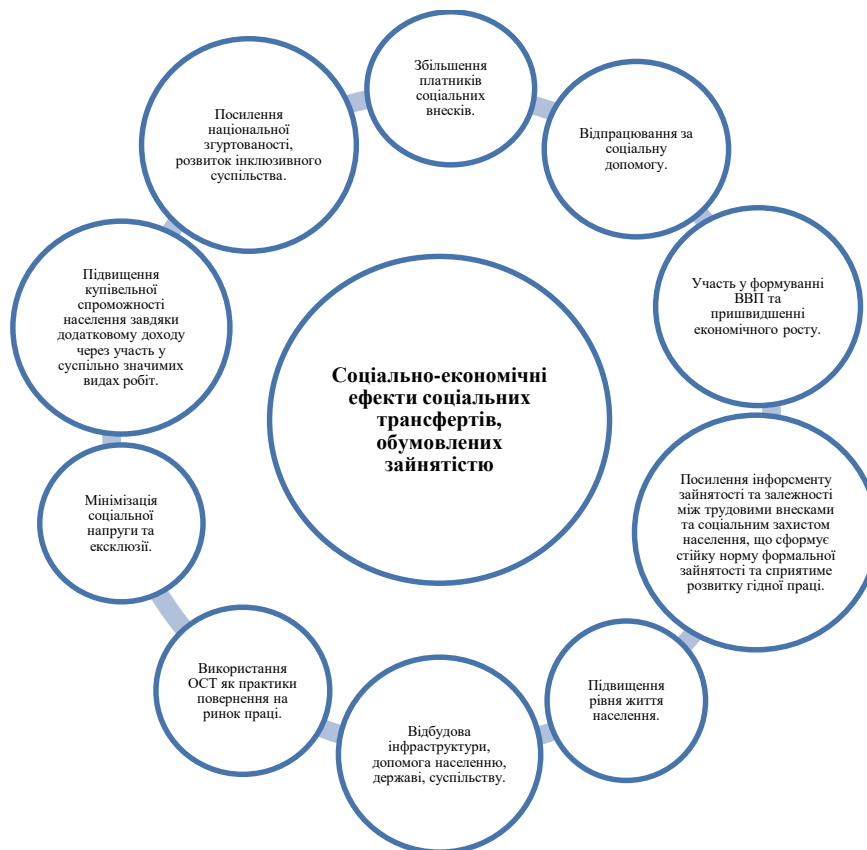 Збільшення
платників
соціальних
внесків.
Відпрацювання за
соціальну
допомогу.
Участь у формуванні
ВВП та
пришвидшенні
економічного росту.
Посилення інфорсменту
зайнятості та залежності
між трудовими внесками
та соціальним захистом
населення, що сформує
стійку норму формальної
зайнятості та сприятиме
розвитку гідної праці.
Підвищення
рівня життя
населення.
Відбудова
інфраструктури,
допомога населенню,
державі, суспільству.
Використання
ОСТ як практики
повернення на
ринок праці.
Мінімізація
соціальної
напруги та
ексклюзії.
Підвищення
купівельної
спроможності
населення завдяки
додатковому доходу
через участь у
суспільно значимих
видах робіт.
Посилення
національної
згуртованості,
розвиток інклюзивного
суспільства.
Соціально-економічні
ефекти соціальних
трансфертів,
обумовлених
зайнятістю